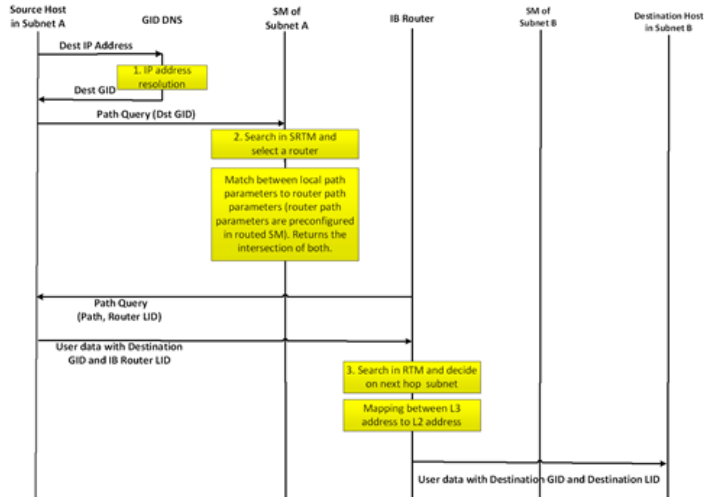 Source Host
in Subnet A
GID DNS
SM of
Subnet A
IB Router
SM of
Subnet B
Destination Host
in Subnet B
Dest IP Address
1. IP address
resolution
Dest GID
Path Query (Dst GID)
2. Search in SRTM and
select a router
Match between local path
parameters to router path
parameters (router path
parameters are preconfigured
in routed SM). Returns the
intersection of both.
Path Query
(Path, Router LID)
User data with Destination
GID and IB Router LID
3. Search in RTM and decide
on next hop subnet
Mapping between L3
address to L2 address
User data with Destination GID and Destination LID